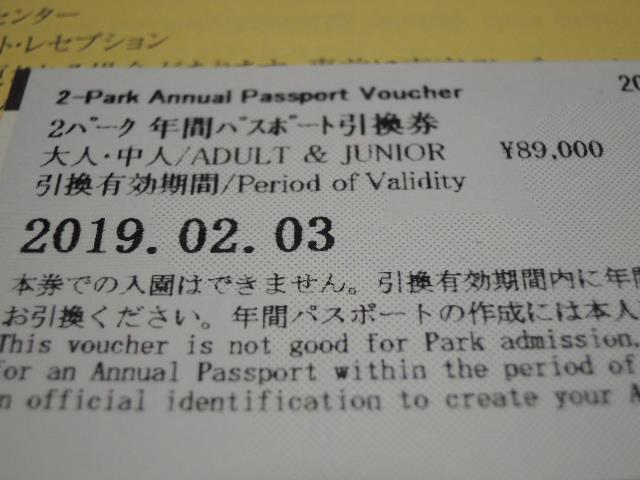 センター
ト・レセプション
2-Park Annual Passport Voucher
20
2パーク 年間パスポート引換券
大人・中人/ADULT & JUNIOR ¥89,000
引換有効期間/Period of Validity
2019.02.03
本券での入園はできません。引換有効期間内に年間
お引換ください。年間パスポートの作成には本人
This voucher is not good for Park admission.
for an Annual Passport within the period of
n official identification to create your A